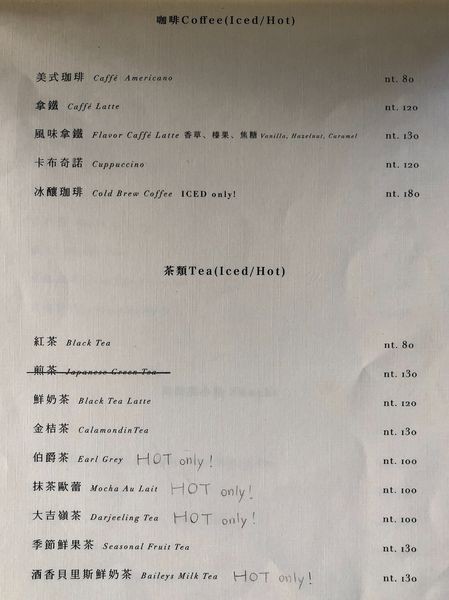 咖啡Coffee(Iced/Hot)
美式咖啡 Caffé Americano nt. 80
拿鐵 Caffé Latte nt. 120
風味拿鐵 Flavor Caffé Latte 香草、榛果、焦糖 Vanilla, Hazelnut, Caramel nt. 130
卡布奇諾 Cuppuccino nt. 120
冰釀珈琲 Cold Brew Coffee ICED only! nt. 180
茶類Tea(Iced/Hot)
紅茶 Black Tea nt. 80
煎茶 Japanese Green Tea nt. 130
鮮奶茶 Black Tea Latte nt. 120
金桔茶 CalamondinTea nt. 130
伯爵茶 Earl Grey HOT only! nt. 100
抹茶歐蕾 Mocha Au Lait HOT only! nt. 100
大吉嶺茶 Darjeeling Tea HOT only! nt. 100
季節鮮果茶 Seasonal Fruit Tea nt. 130
酒香貝里斯鮮奶茶 Baileys Milk Tea HOT only! nt. 130